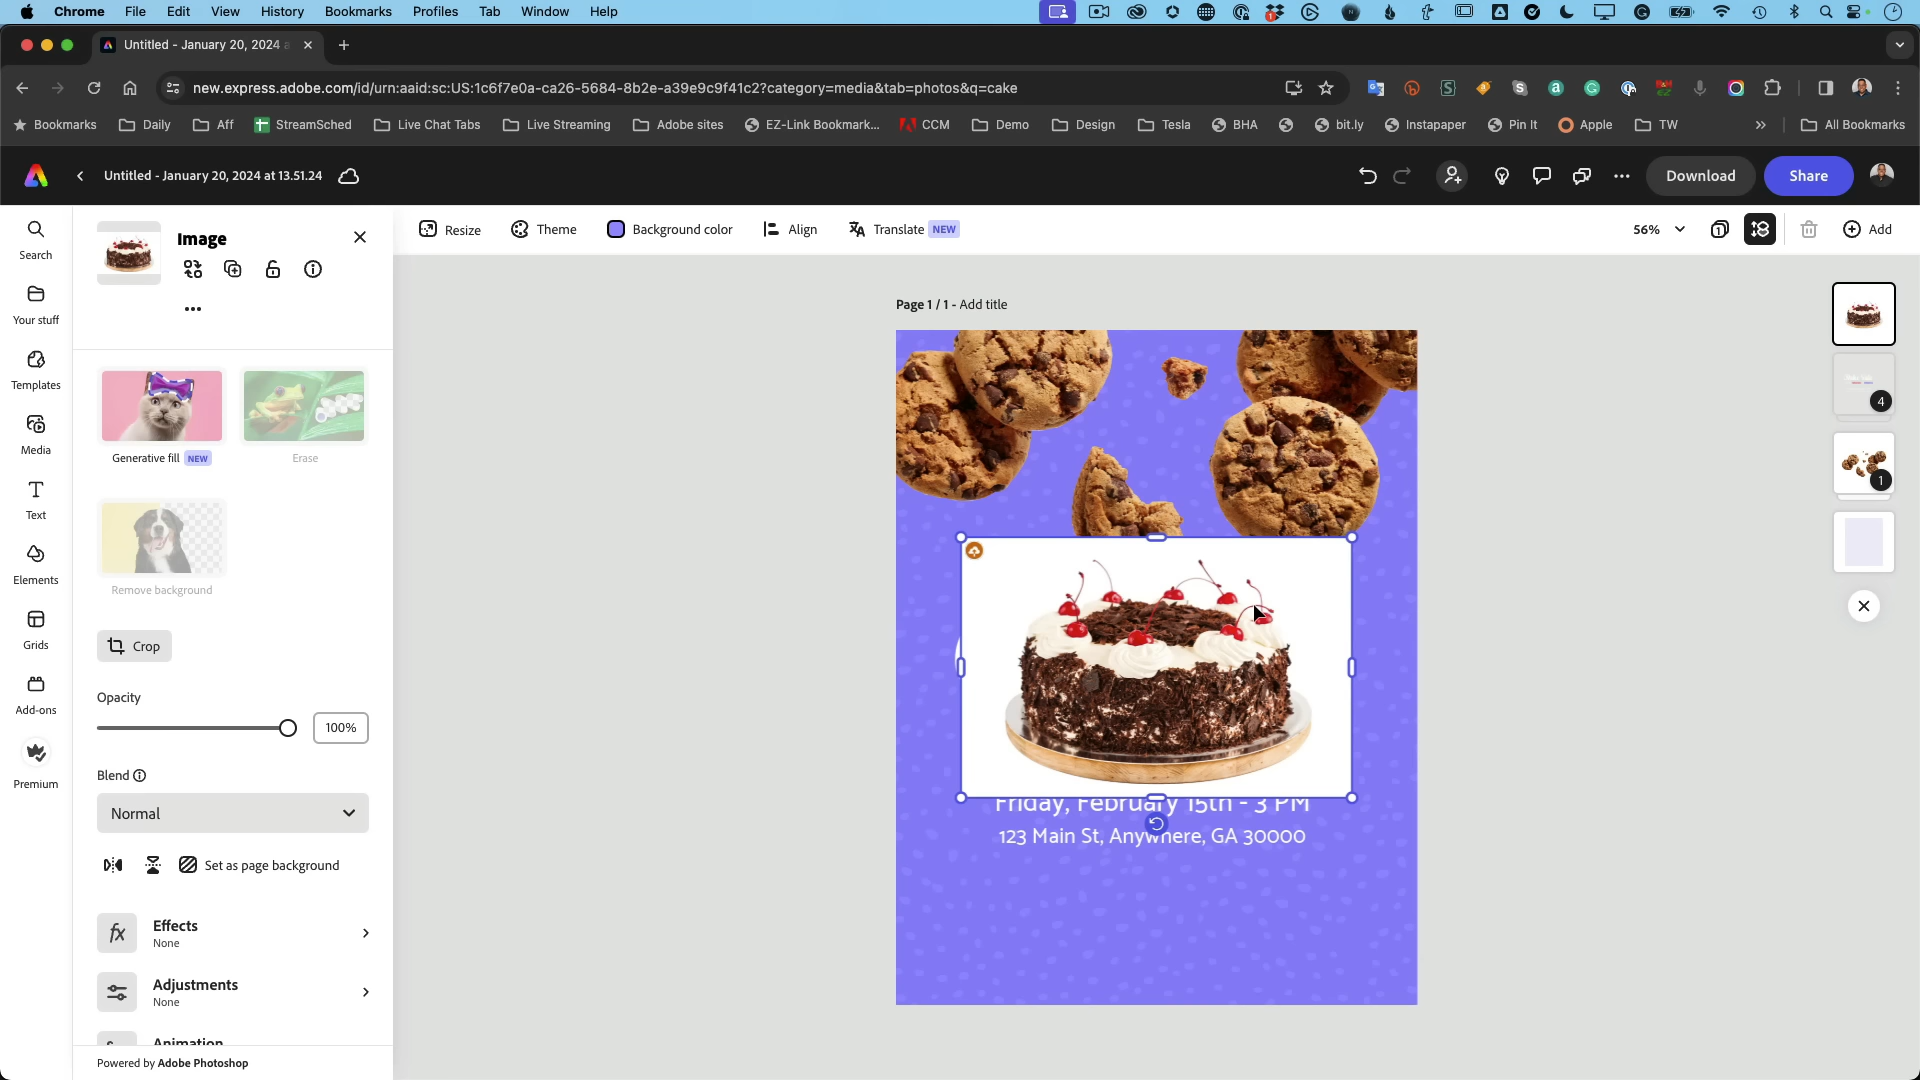 Chrome File Edit View History Bookmarks Profiles Tab Window Help
Untitled - January 20, 2024 a
new.express.adobe.com/id/urn:aaid:sc:US:1c6f7e0a-ca26-5684-8b2e-a39e9c9f41c2?category=media&tab=photos&q=cake
Bookmarks Daily Aff StreamSched Live Chat Tabs Live Streaming Adobe sites EZ-Link Bookmark... CCM Demo Design Tesla BHA bit.ly Instapaper Pin It Apple TW » All Bookmarks
Untitled - January 20, 2024 at 13.51.24
Download Share
Search
Your stuff
Templates
Media
Text
Elements
Grids
Add-ons
Premium
Image
Generative fill NEW Erase
Remove background
Crop
Opacity
100%
Blend
Normal
Set as page background
Effects
None
Adjustments
None
Animation
Powered by Adobe Photoshop
Resize Theme Background color Align Translate NEW
56% 1 Add
Page 1 / 1 - Add title
Friday, February 15th - 3 PM
123 Main St, Anywhere, GA 30000
4
1